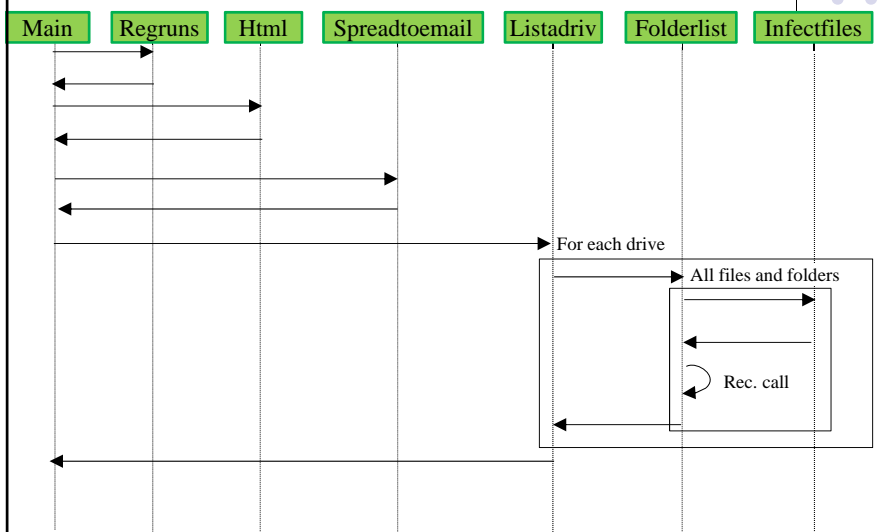 Main Regruns Html Spreadtoemail Listadriv Folderlist Infectfiles
For each drive
All files and folders
Rec. call